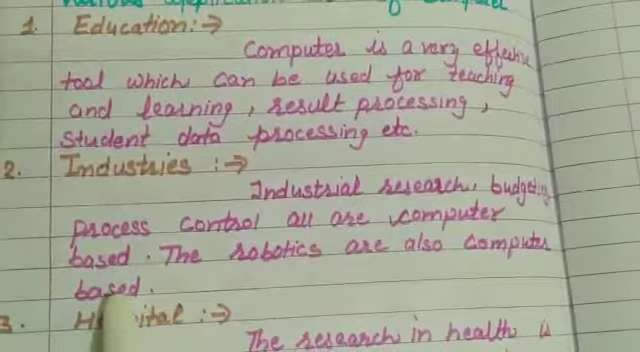 1. Education :→
Computer is a very effective
tool which can be used for teaching
and learning, result processing,
Student data processing etc.
2. Industries :→
Industrial research, budgeting
process control all are computer
based. The robotics are also computer
based.
3. :→
The research in health is